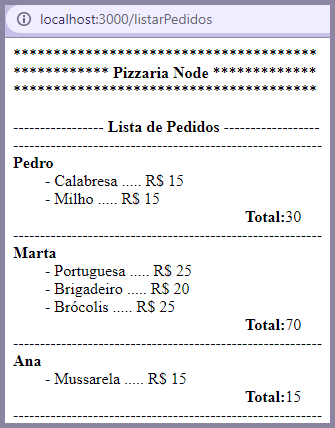 localhost:3000/listarPedidos
****************************************
************ Pizzaria Node *************
****************************************
----------------- Lista de Pedidos ------------------
----------------------------------------------------------
Pedro
- Calabresa ..... R$ 15
- Milho ..... R$ 15
Total:30
----------------------------------------------------------
Marta
- Portuguesa ..... R$ 25
- Brigadeiro ..... R$ 20
- Brócolis ..... R$ 25
Total:70
----------------------------------------------------------
Ana
- Mussarela ..... R$ 15
Total:15
----------------------------------------------------------